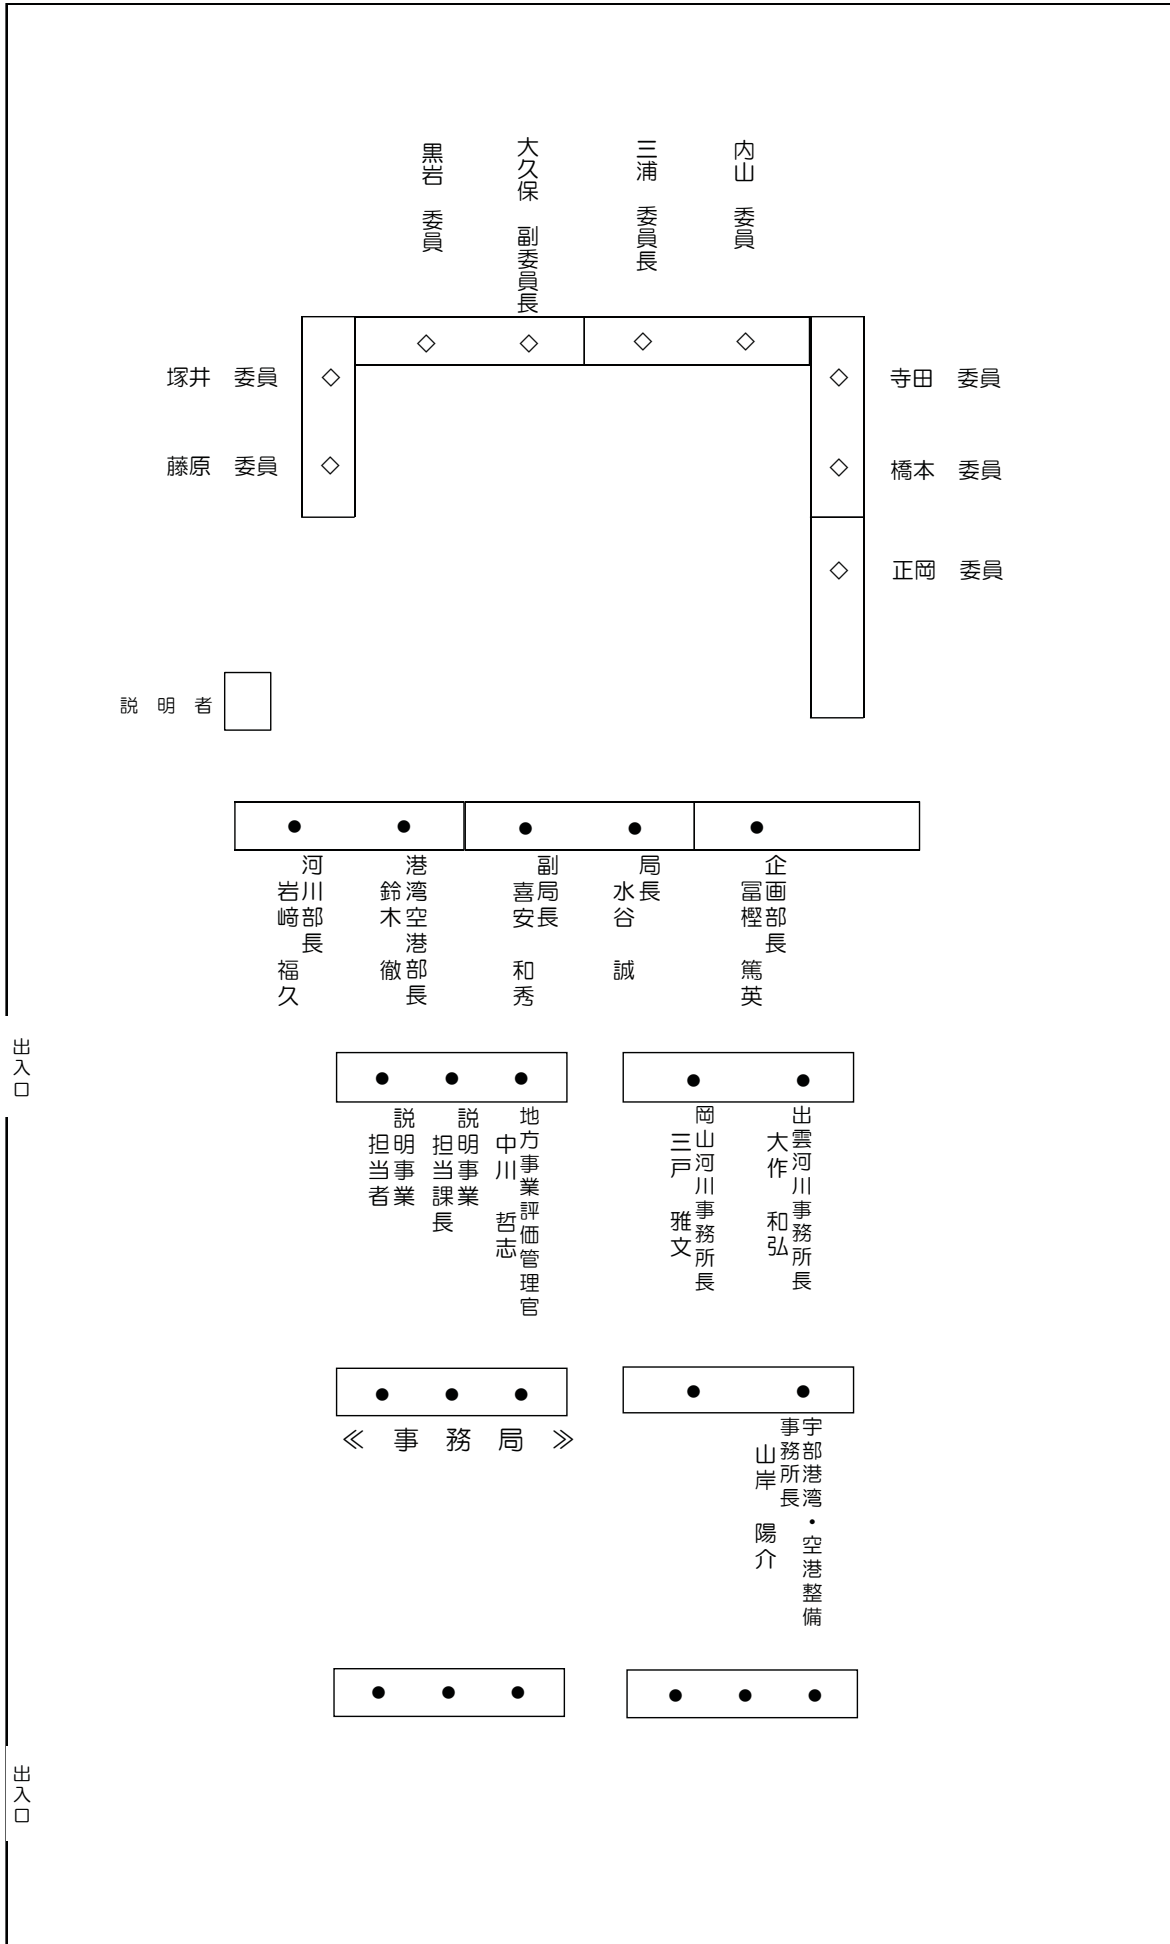 黒岩　委員
大久保　副委員長
三浦　委員長
内山　委員
塚井　委員
寺田　委員
藤原　委員
橋本　委員
正岡　委員
説　明　者
河川部長
岩﨑　福久
港湾空港部長
鈴木　徹
副局長
喜安　和秀
局長
水谷　誠
企画部長
冨樫　篤英
出入口
説明事業
担当者
説明事業
担当課長
地方事業評価管理官
中川　哲志
岡山河川事務所長
三戸　雅文
出雲河川事務所長
大作　和弘
≪　事　務　局　≫
宇部港湾・空港整備
事務所長
山岸　陽介
出入口